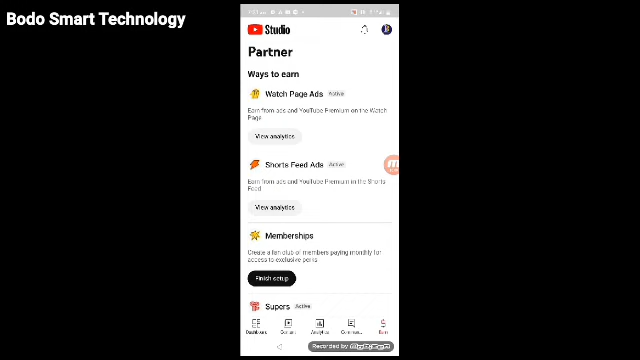 Bodo Smart Technology
Studio
Partner
Ways to earn
Watch Page Ads Active
Earn from ads and YouTube Premium on the Watch
Page
View analytics
Shorts Feed Ads Active
Earn from ads and YouTube Premium in the Shorts
Feed
View analytics
Memberships
Create a fan club of members paying monthly for
access to exclusive perks
Finish setup
Supers Active
Dashboard Content Analytics Earn
Recorded by